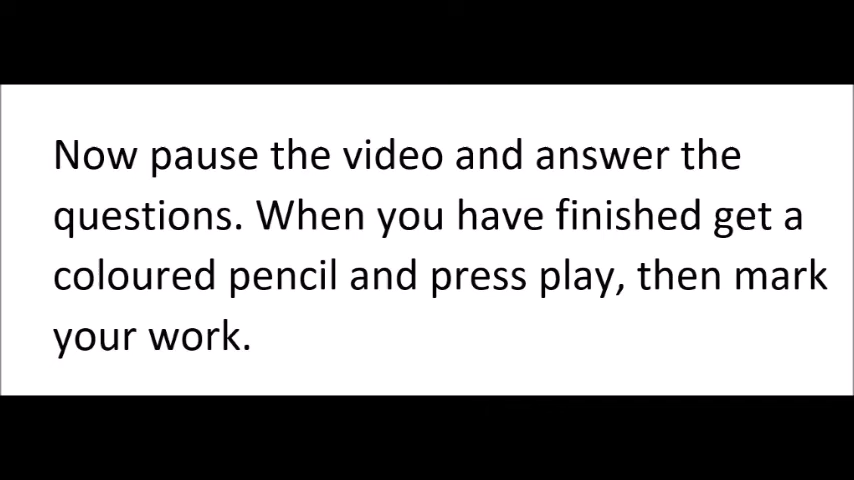 Now pause the video and answer the
questions. When you have finished get a
coloured pencil and press play, then mark
your work.